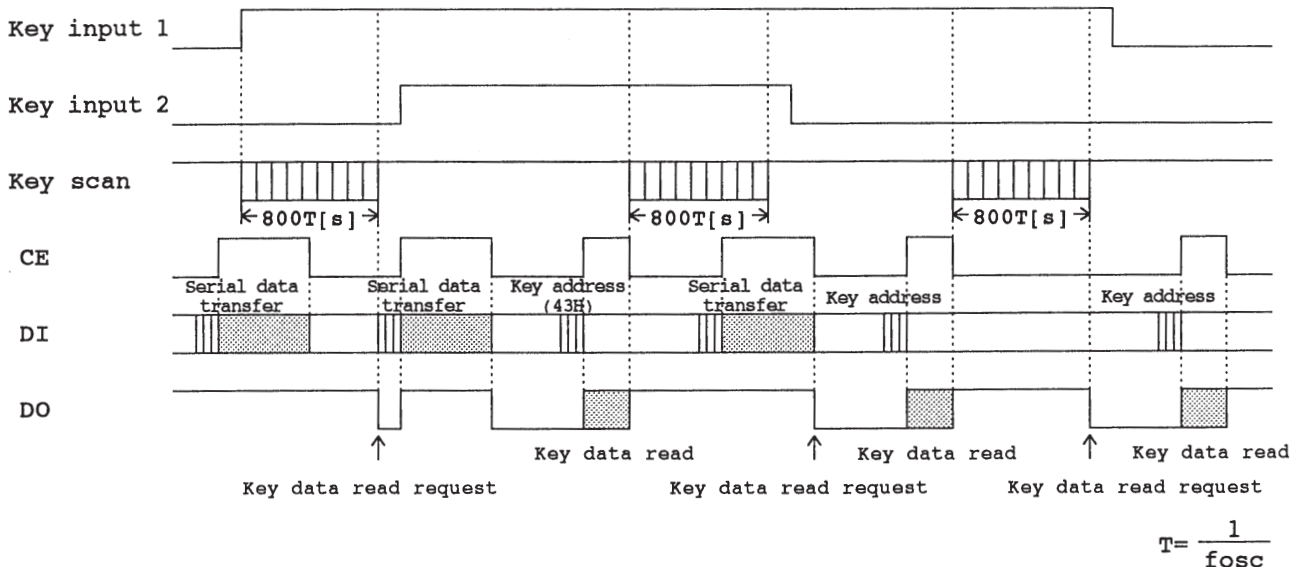 Key input 1
Key input 2
Key scan
800T[s] 800T[s] 800T[s]
CE
Serial data transfer Serial data transfer Key address (43H) Serial data transfer Key address Key address
DI
DO
Key data read Key data read Key data read
Key data read request Key data read request Key data read request
T= 1
fosc